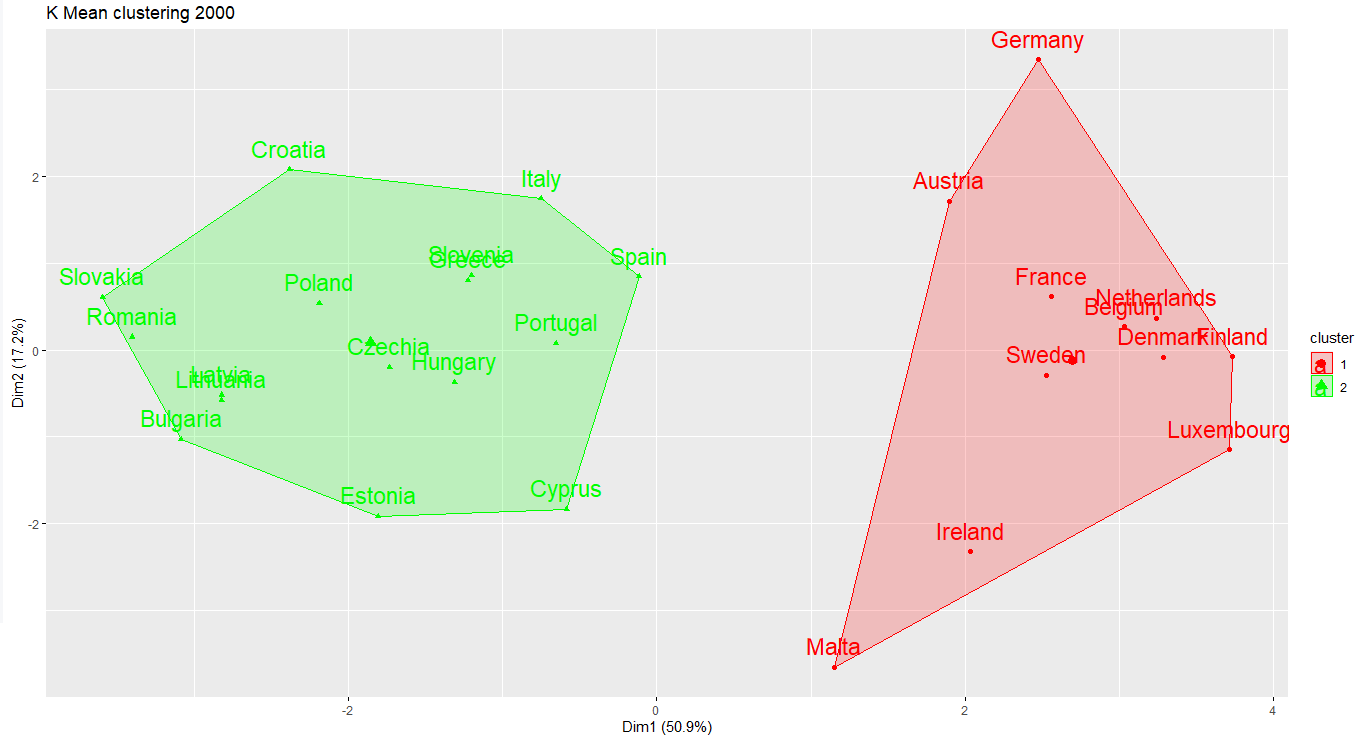 K Mean clustering 2000
Germany
Croatia
Italy
Austria
Slovenia
Greece
Spain
Slovakia
Poland
France
Romania
Netherlands
Belgium
Portugal
Denmark
Finland
Czechia
Sweden
Hungary
Latvia
Lithuania
Bulgaria
Luxembourg
Estonia
Cyprus
Ireland
Malta
2
0
-2
Dim2 (17.2%)
-2
0
2
4
Dim1 (50.9%)
cluster
a 1
a 2